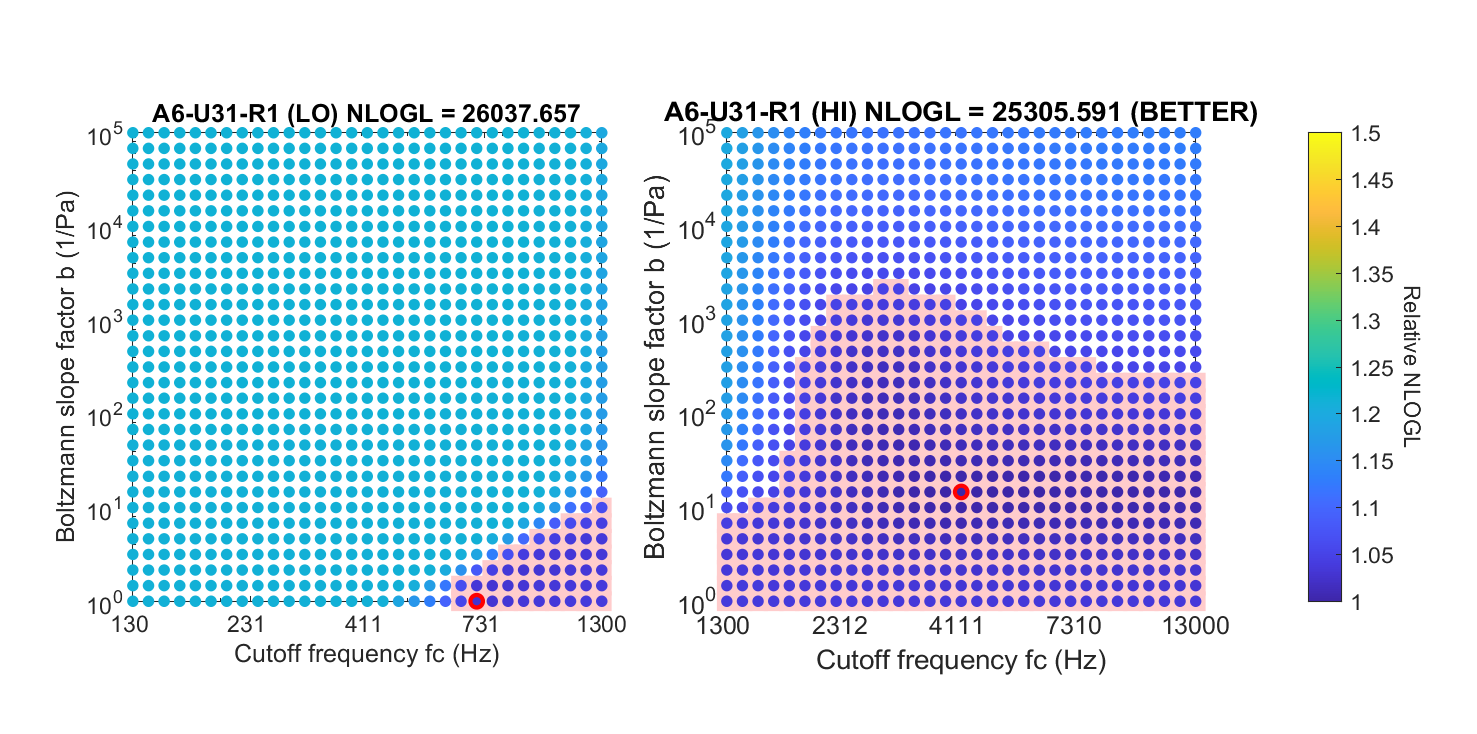 A6-U31-R1 (LO) NLOGL = 26037.657
10^5
10^4
10^3
10^2
10^1
10^0
Boltzmann slope factor b (1/Pa)
130 231 411 731 1300
Cutoff frequency fc (Hz)
A6-U31-R1 (HI) NLOGL = 25305.591 (BETTER)
10^5
10^4
10^3
10^2
10^1
10^0
Boltzmann slope factor b (1/Pa)
1300 2312 4111 7310 13000
Cutoff frequency fc (Hz)
1.5
1.45
1.4
1.35
1.3
1.25
1.2
1.15
1.1
1.05
1
Relative NLOGL